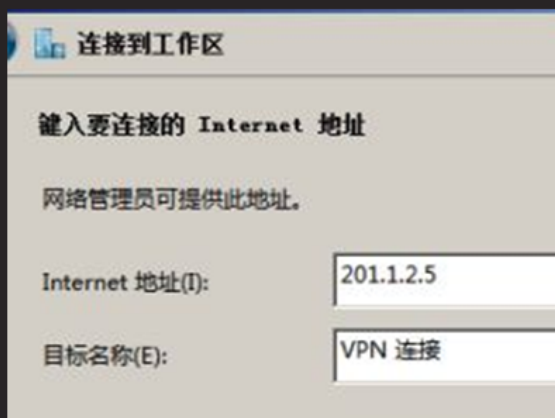 连接到工作区
键入要连接的 Internet 地址
网络管理员可提供此地址。
Internet 地址(I): 201.1.2.5
目标名称(E): VPN 连接